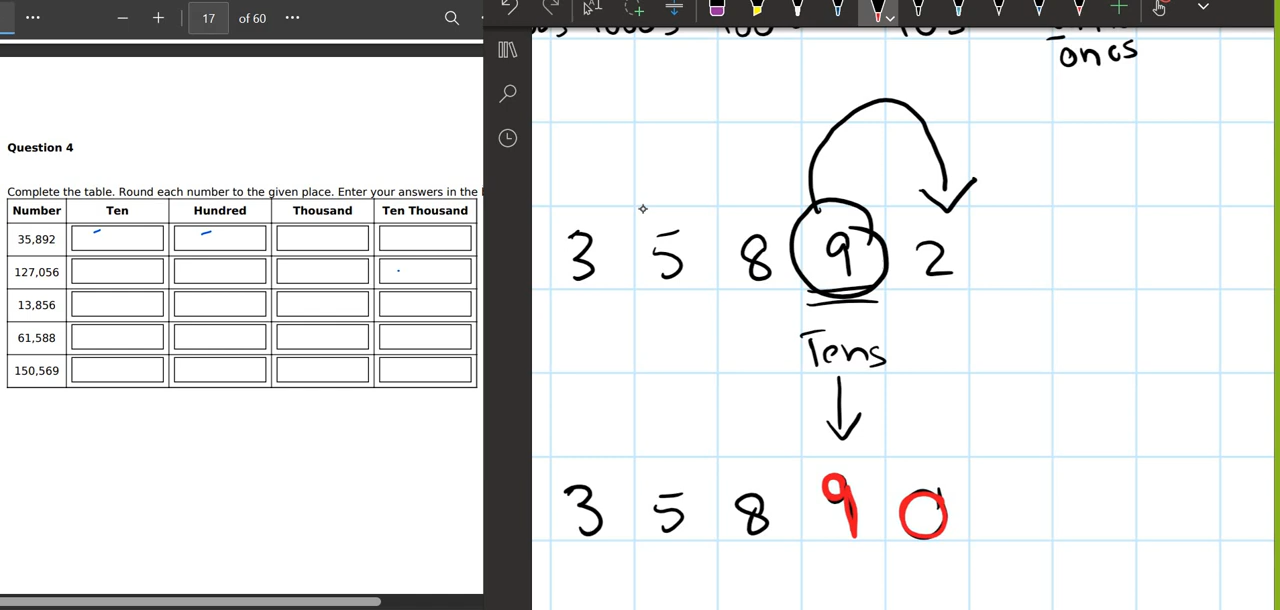 17 of 60
Question 4
Complete the table. Round each number to the given place. Enter your answers in the
Number Ten Hundred Thousand Ten Thousand
35,892
127,056
13,856
61,588
150,569
ones
3 5 8 9 2
Tens
3 5 8 9 0